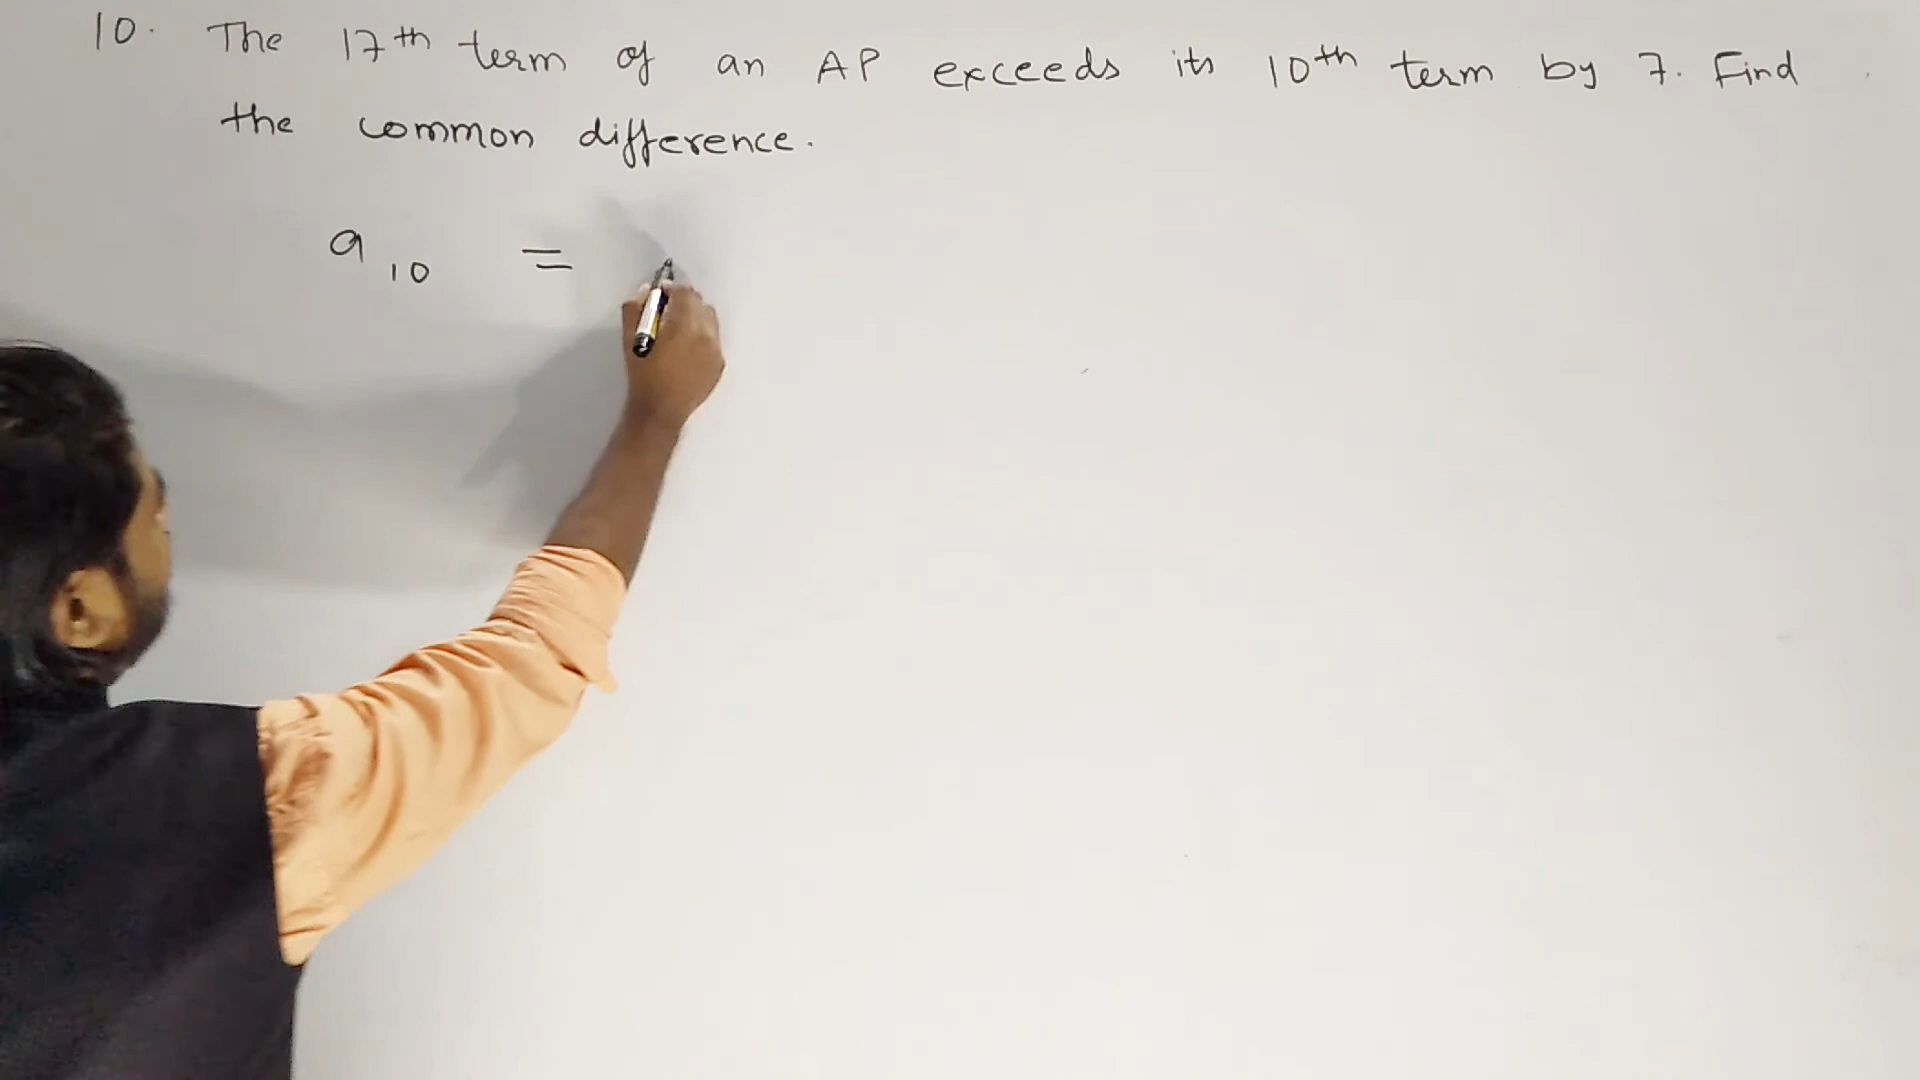 10. The 17th term of an AP exceeds its 10th term by 7. Find
the common difference.
a10 =